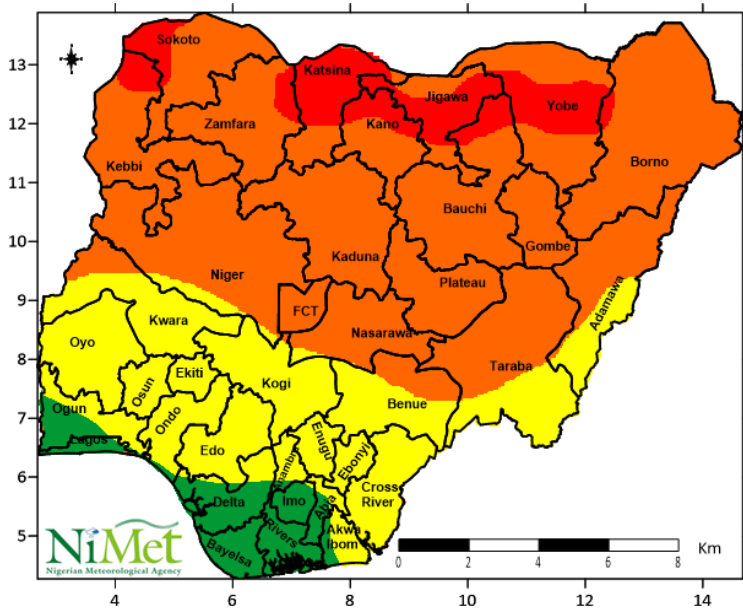 13
12
11
10
9
8
7
6
5
4
6
8
10
12
14
Sokoto
Katsina
Jigawa
Yobe
Zamfara
Kano
Kebbi
Borno
Bauchi
Gombe
Kaduna
Niger
Plateau
FCT
Adamawa
Kwara
Nasarawa
Oyo
Taraba
Ekiti
Osun
Kogi
Benue
Ogun
Ondo
Lagos
Edo
Enugu
Ebonyi
Anambra
Cross
River
Delta
Imo
Abia
Rivers
Akwa
Ibom
Bayelsa
NiMet
Nigerian Meteorological Agency
0 2 4 6 8
Km